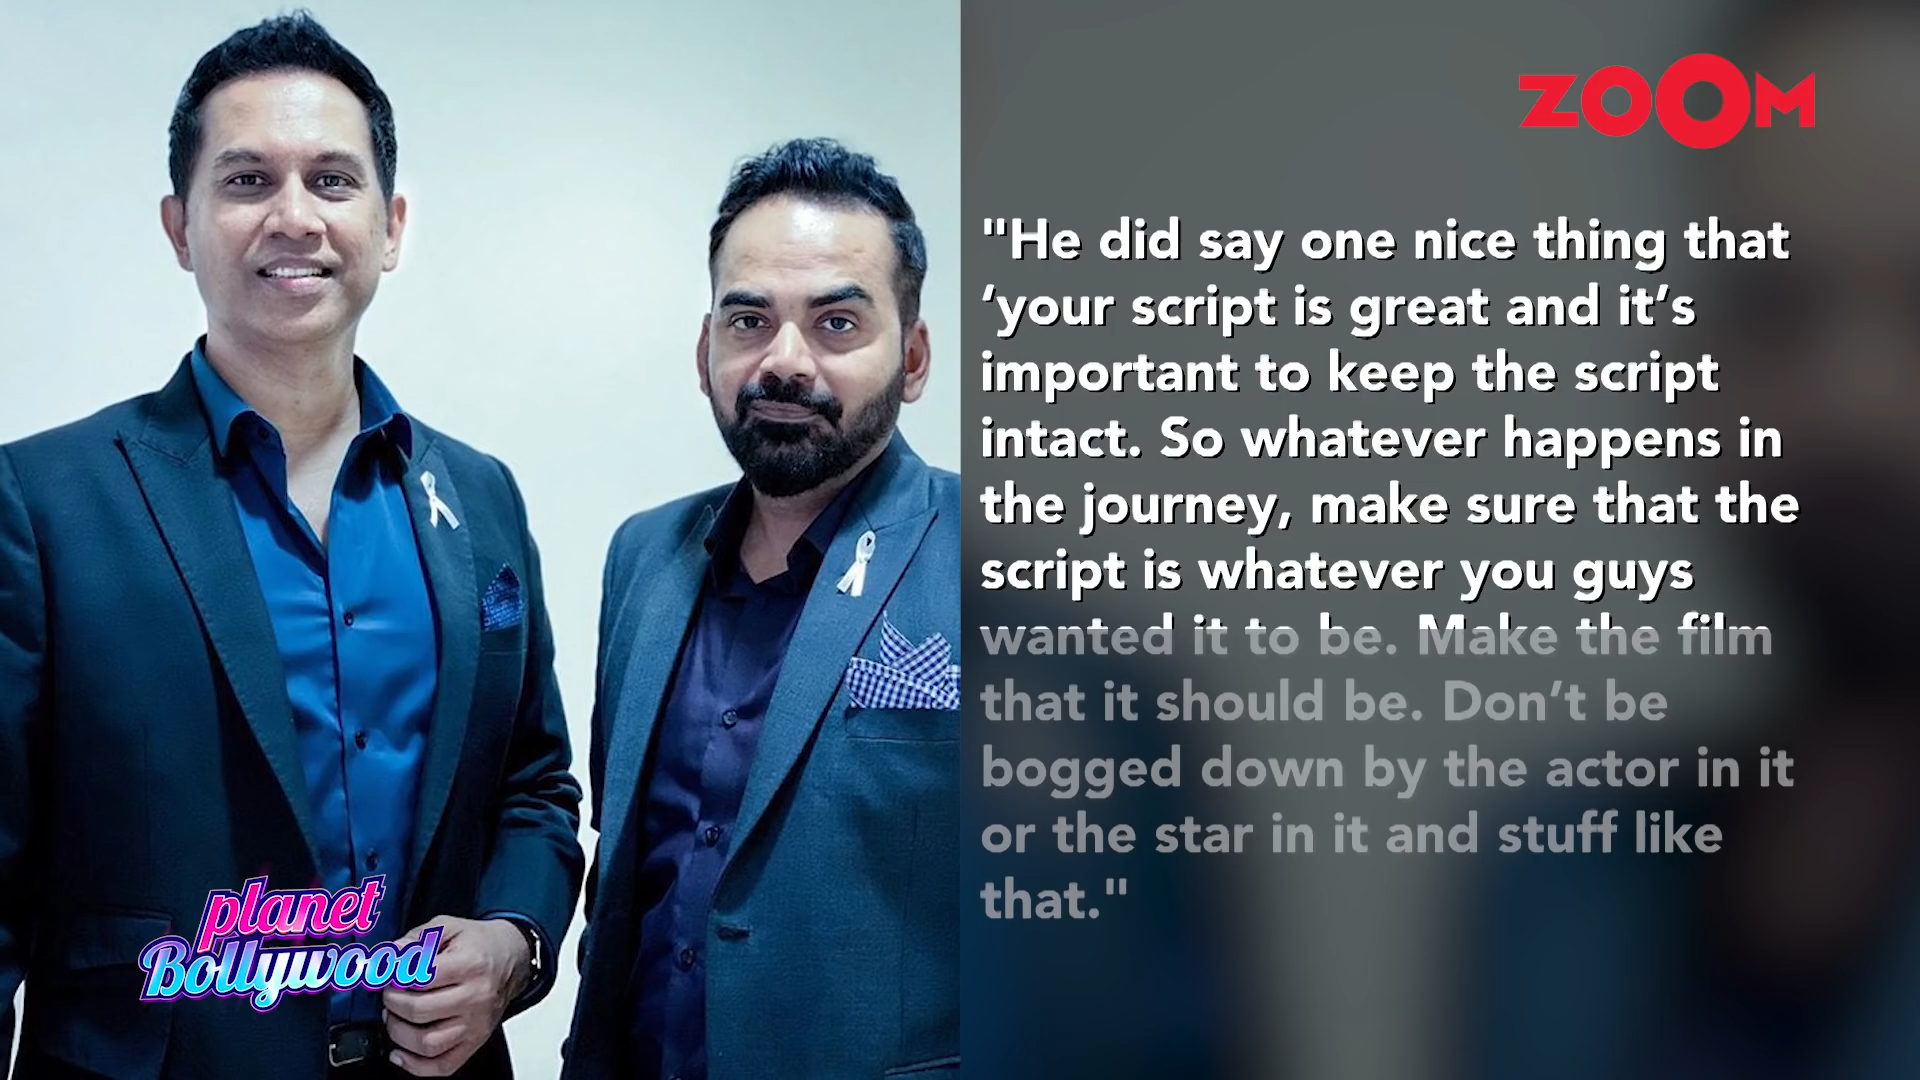 ZOOM
"He did say one nice thing that
‘your script is great and it’s
important to keep the script
intact. So whatever happens in
the journey, make sure that the
script is whatever you guys
wanted it to be. Make the film
that it should be. Don’t be
bogged down by the actor in it
or the star in it and stuff like
that."
planet
Bollywood